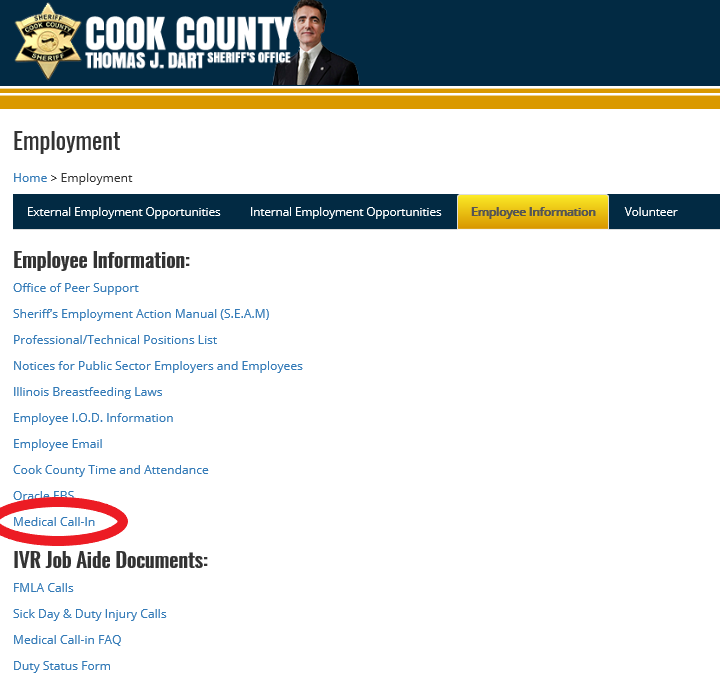 SHERIFF
COOK COUNTY
SHERIFF
COOK COUNTY
THOMAS J. DART SHERIFF'S OFFICE
Employment
Home > Employment
External Employment Opportunities Internal Employment Opportunities Employee Information Volunteer
Employee Information:
Office of Peer Support
Sheriff's Employment Action Manual (S.E.A.M)
Professional/Technical Positions List
Notices for Public Sector Employers and Employees
Illinois Breastfeeding Laws
Employee I.O.D. Information
Employee Email
Cook County Time and Attendance
Oracle EBS
Medical Call-In
IVR Job Aide Documents:
FMLA Calls
Sick Day & Duty Injury Calls
Medical Call-in FAQ
Duty Status Form